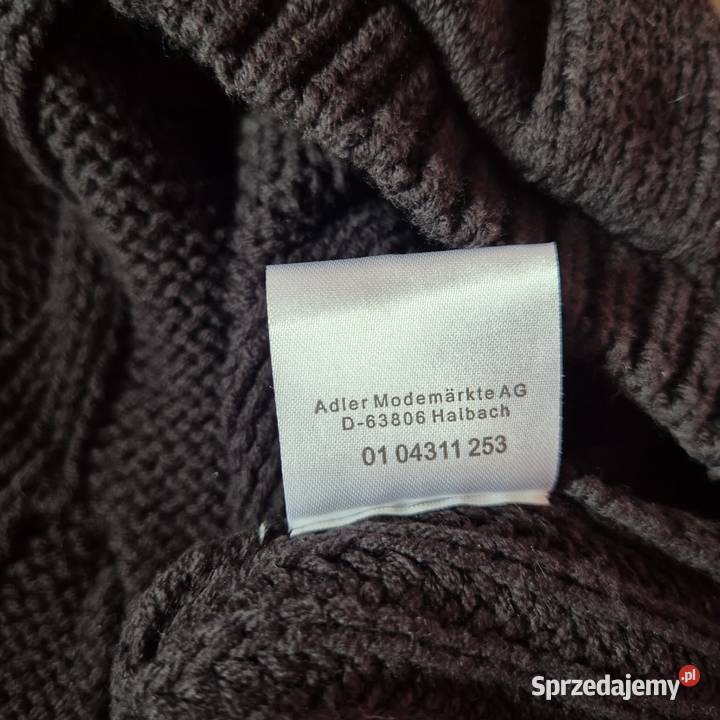 Adler Modemärkte AG
D-63806 Haibach
01 04311 253
Sprzedajemy.pl